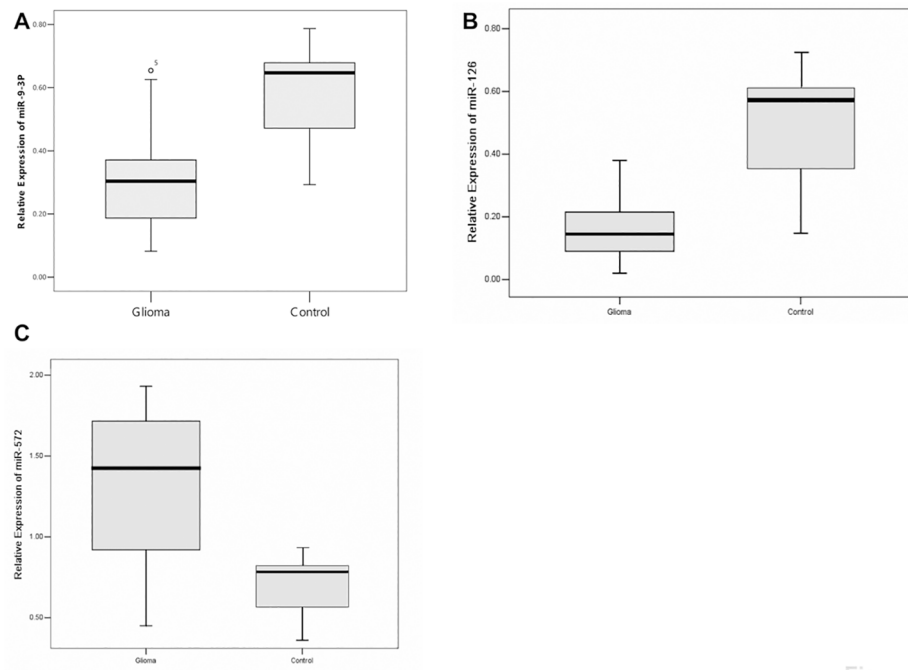 A
Relative Expression of miR-9-3P
0.80
0.60
0.40
0.20
0.00
5
Glioma
Control
B
Relative Expression of miR-126
0.80
0.60
0.40
0.20
0.00
Glioma
Control
C
Relative Expression of miR-572
2.00
1.50
1.00
0.50
Glioma
Control